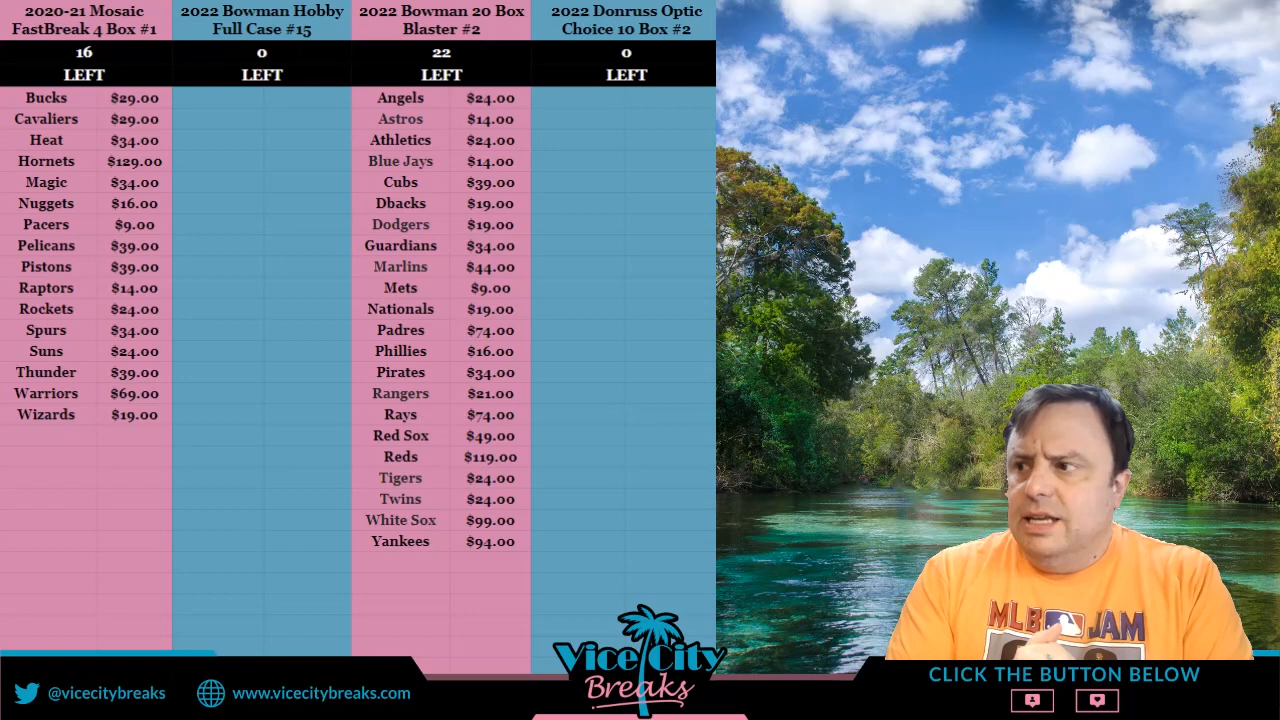 2020-21 Mosaic
FastBreak 4 Box #1
16
LEFT
Bucks $29.00
Cavaliers $29.00
Heat $34.00
Hornets $129.00
Magic $34.00
Nuggets $16.00
Pacers $9.00
Pelicans $39.00
Pistons $39.00
Raptors $14.00
Rockets $24.00
Spurs $34.00
Suns $24.00
Thunder $39.00
Warriors $69.00
Wizards $19.00
2022 Bowman Hobby
Full Case #15
0
LEFT
2022 Bowman 20 Box
Blaster #2
22
LEFT
Angels $24.00
Astros $14.00
Athletics $24.00
Blue Jays $14.00
Cubs $39.00
Dbacks $19.00
Dodgers $19.00
Guardians $34.00
Marlins $44.00
Mets $9.00
Nationals $19.00
Padres $74.00
Phillies $16.00
Pirates $34.00
Rangers $21.00
Rays $74.00
Red Sox $49.00
Reds $119.00
Tigers $24.00
Twins $24.00
White Sox $99.00
Yankees $94.00
2022 Donruss Optic
Choice 10 Box #2
0
LEFT
MLB JAM
@vicecitybreaks
www.vicecitybreaks.com
Vice City
Breaks
CLICK THE BUTTON BELOW